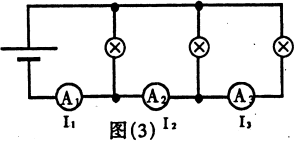 A₁ A₂ A₃
I₁ I₂ I₃
图(3)